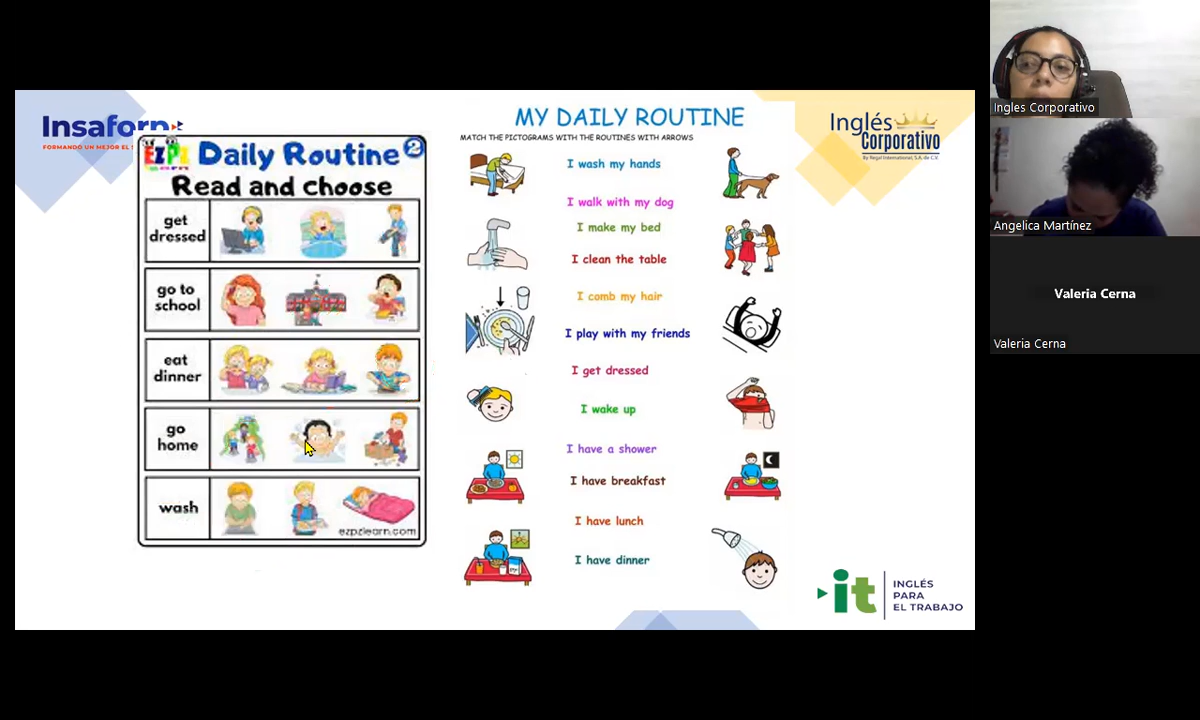 Insaforp
FORMANDO UN MEJOR EL S
EZPZ
Learn
Daily Routine 2
Read and choose
get
dressed
go to
school
eat
dinner
go
home
wash
ezpzlearn.com
MY DAILY ROUTINE
MATCH THE PICTOGRAMS WITH THE ROUTINES WITH ARROWS
I wash my hands
I walk with my dog
I make my bed
I clean the table
I comb my hair
I play with my friends
I get dressed
I wake up
I have a shower
I have breakfast
I have lunch
I have dinner
Inglés
Corporativo
By Regal International, S.A. de C.V.
it
INGLÉS
PARA
EL TRABAJO
Ingles Corporativo
Angelica Martínez
Valeria Cerna
Valeria Cerna